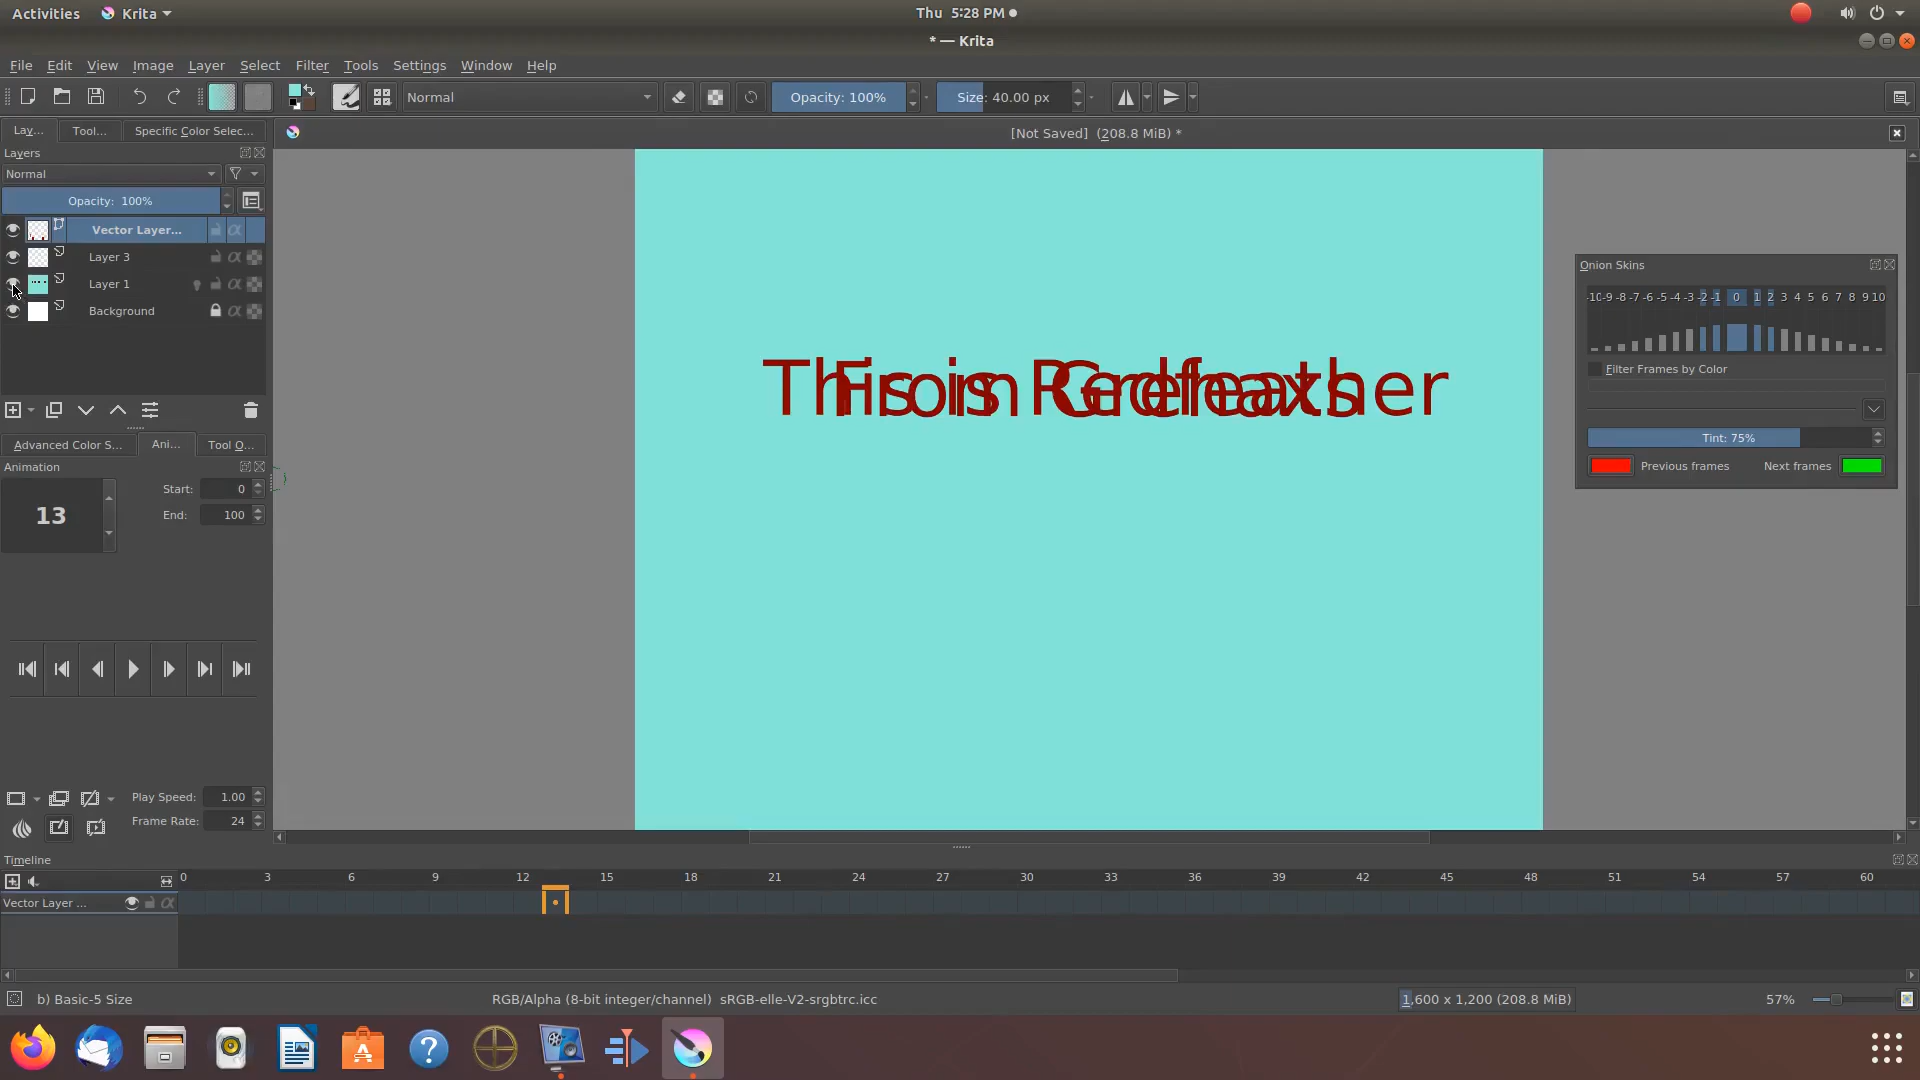 Activities Krita Thu 5:28 PM
* — Krita
File Edit View Image Layer Select Filter Tools Settings Window Help
Normal Opacity: 100% Size: 40.00 px
Lay... Tool... Specific Color Selec... [Not Saved] (208.8 MiB) *
Layers
Normal
Opacity: 100%
Vector Layer...
Layer 3
Layer 1
Background
Onion Skins
-10 -9 -8 -7 -6 -5 -4 -3 -2 -1 0 1 2 3 4 5 6 7 8 9 10
Filter Frames by Color
Tint: 75%
Previous frames Next frames
This is Redfeather
From Grefaxs
Advanced Color S... Ani... Tool O...
Animation
13 Start: 0
End: 100
Play Speed: 1.00
Frame Rate: 24
Timeline
0 3 6 9 12 15 18 21 24 27 30 33 36 39 42 45 48 51 54 57 60
Vector Layer ...
b) Basic-5 Size RGB/Alpha (8-bit integer/channel) sRGB-elle-V2-srgbtrc.icc 1,600 x 1,200 (208.8 MiB) 57%